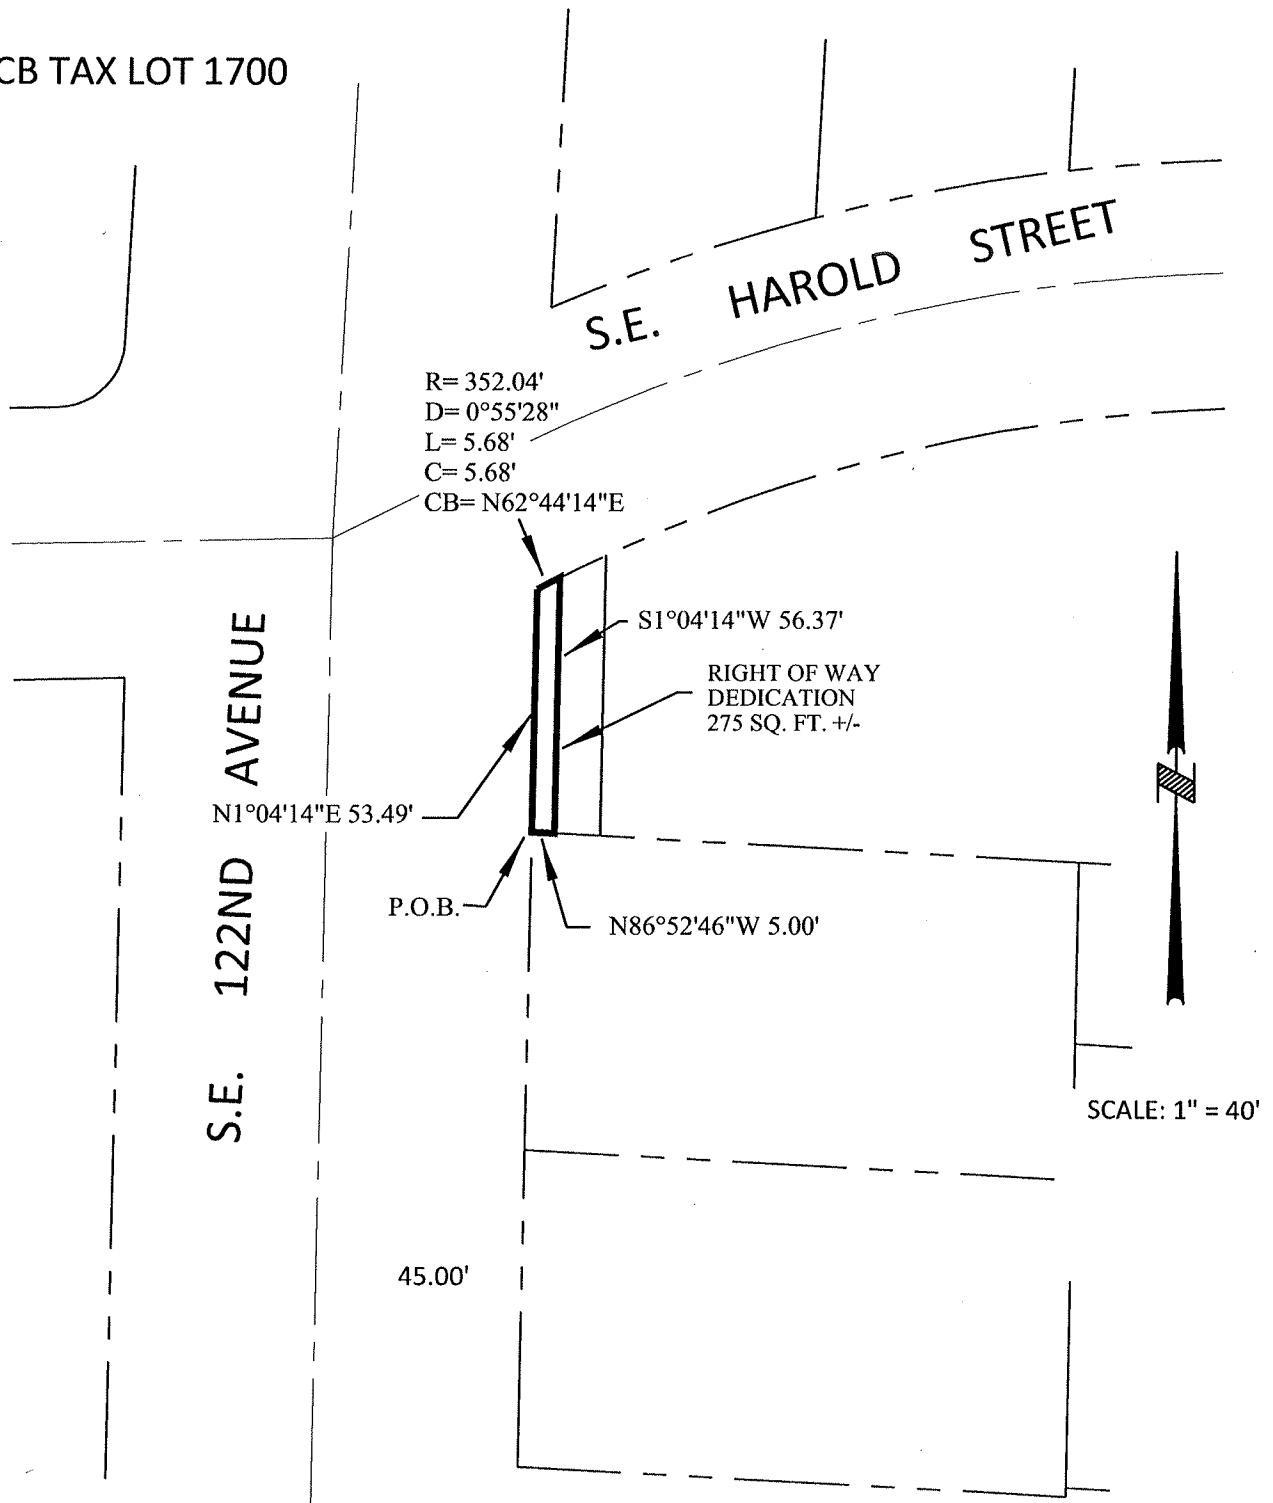 CB TAX LOT 1700
S.E. HAROLD STREET
R= 352.04'
D= 0°55'28"
L= 5.68'
C= 5.68'
CB= N62°44'14"E
S1°04'14"W 56.37'
RIGHT OF WAY
DEDICATION
275 SQ. FT. +/-
S.E. 122ND AVENUE
N1°04'14"E 53.49'
P.O.B.
N86°52'46"W 5.00'
SCALE: 1" = 40'
45.00'